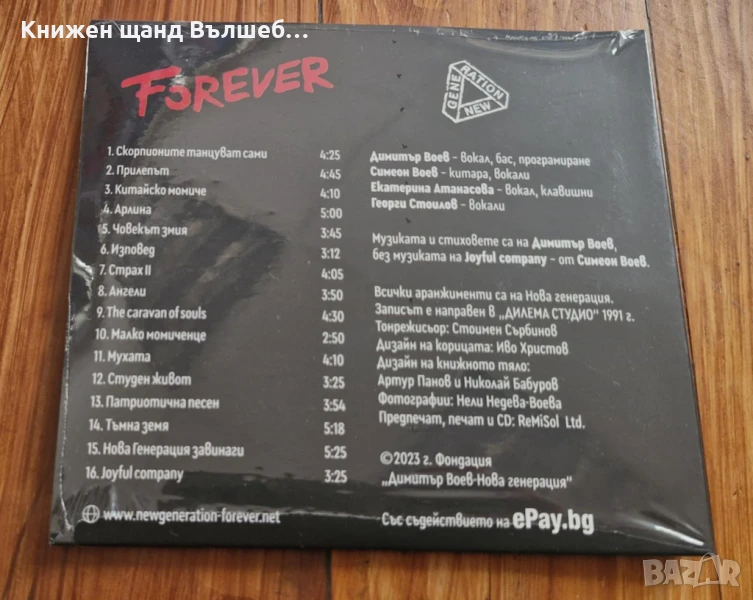 Книжен щанд Вълшеб...
FOREVER
GENE
RATION
NEW
1. Скорпионите танцуват сами 4:25
2. Прилепът 4:45
3. Китайско момиче 4:10
4. Арлина 5:00
5. Човекът змия 3:45
6. Изповед 3:12
7. Страх II 4:05
8. Ангели 3:50
9. The caravan of souls 4:30
10. Малко момиченце 2:50
11. Мухата 4:10
12. Студен живот 3:25
13. Патриотична песен 3:54
14. Тъмна земя 5:18
15. Нова Генерация завинаги 5:25
16. Joyful company 3:25
www.newgeneration-forever.net
Димитър Воев – вокал, бас, програмиране
Симеон Воев – китара, вокали
Екатерина Атанасова – вокал, клавишни
Георги Стоилов – вокали
Музиката и стиховете са на Димитър Воев,
без музиката на Joyful company – от Симеон Воев.
Всички аранжименти са на Нова генерация.
Записът е направен в „ДИЛЕМА СТУДИО" 1991 г.
Тонрежисьор: Стоимен Сърбинов
Дизайн на корицата: Иво Христов
Дизайн на книжното тяло:
Артур Панов и Николай Бабуров
Фотографии: Нели Недева-Воева
Предпечат, печат и CD: ReMiSol Ltd.
©2023 г. Фондация
„Димитър Воев-Нова генерация"
Със съдействието на ePay.bg
BAZAR